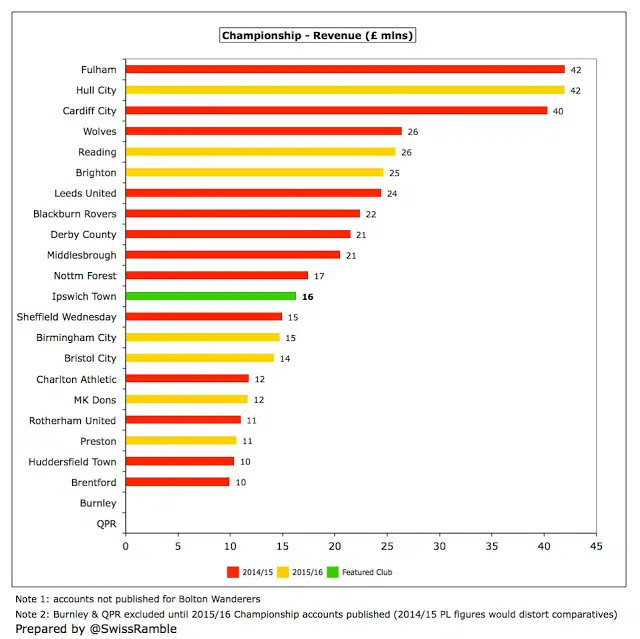 Championship - Revenue (£ mlns)
Fulham 42
Hull City 42
Cardiff City 40
Wolves 26
Reading 26
Brighton 25
Leeds United 24
Blackburn Rovers 22
Derby County 21
Middlesbrough 21
Nottm Forest 17
Ipswich Town 16
Sheffield Wednesday 15
Birmingham City 15
Bristol City 14
Charlton Athletic 12
MK Dons 12
Rotherham United 11
Preston 11
Huddersfield Town 10
Brentford 10
Burnley
QPR
0 5 10 15 20 25 30 35 40 45
2014/15 2015/16 Featured Club
Note 1: accounts not published for Bolton Wanderers
Note 2: Burnley & QPR excluded until 2015/16 Championship accounts published (2014/15 PL figures would distort comparatives)
Prepared by @SwissRamble